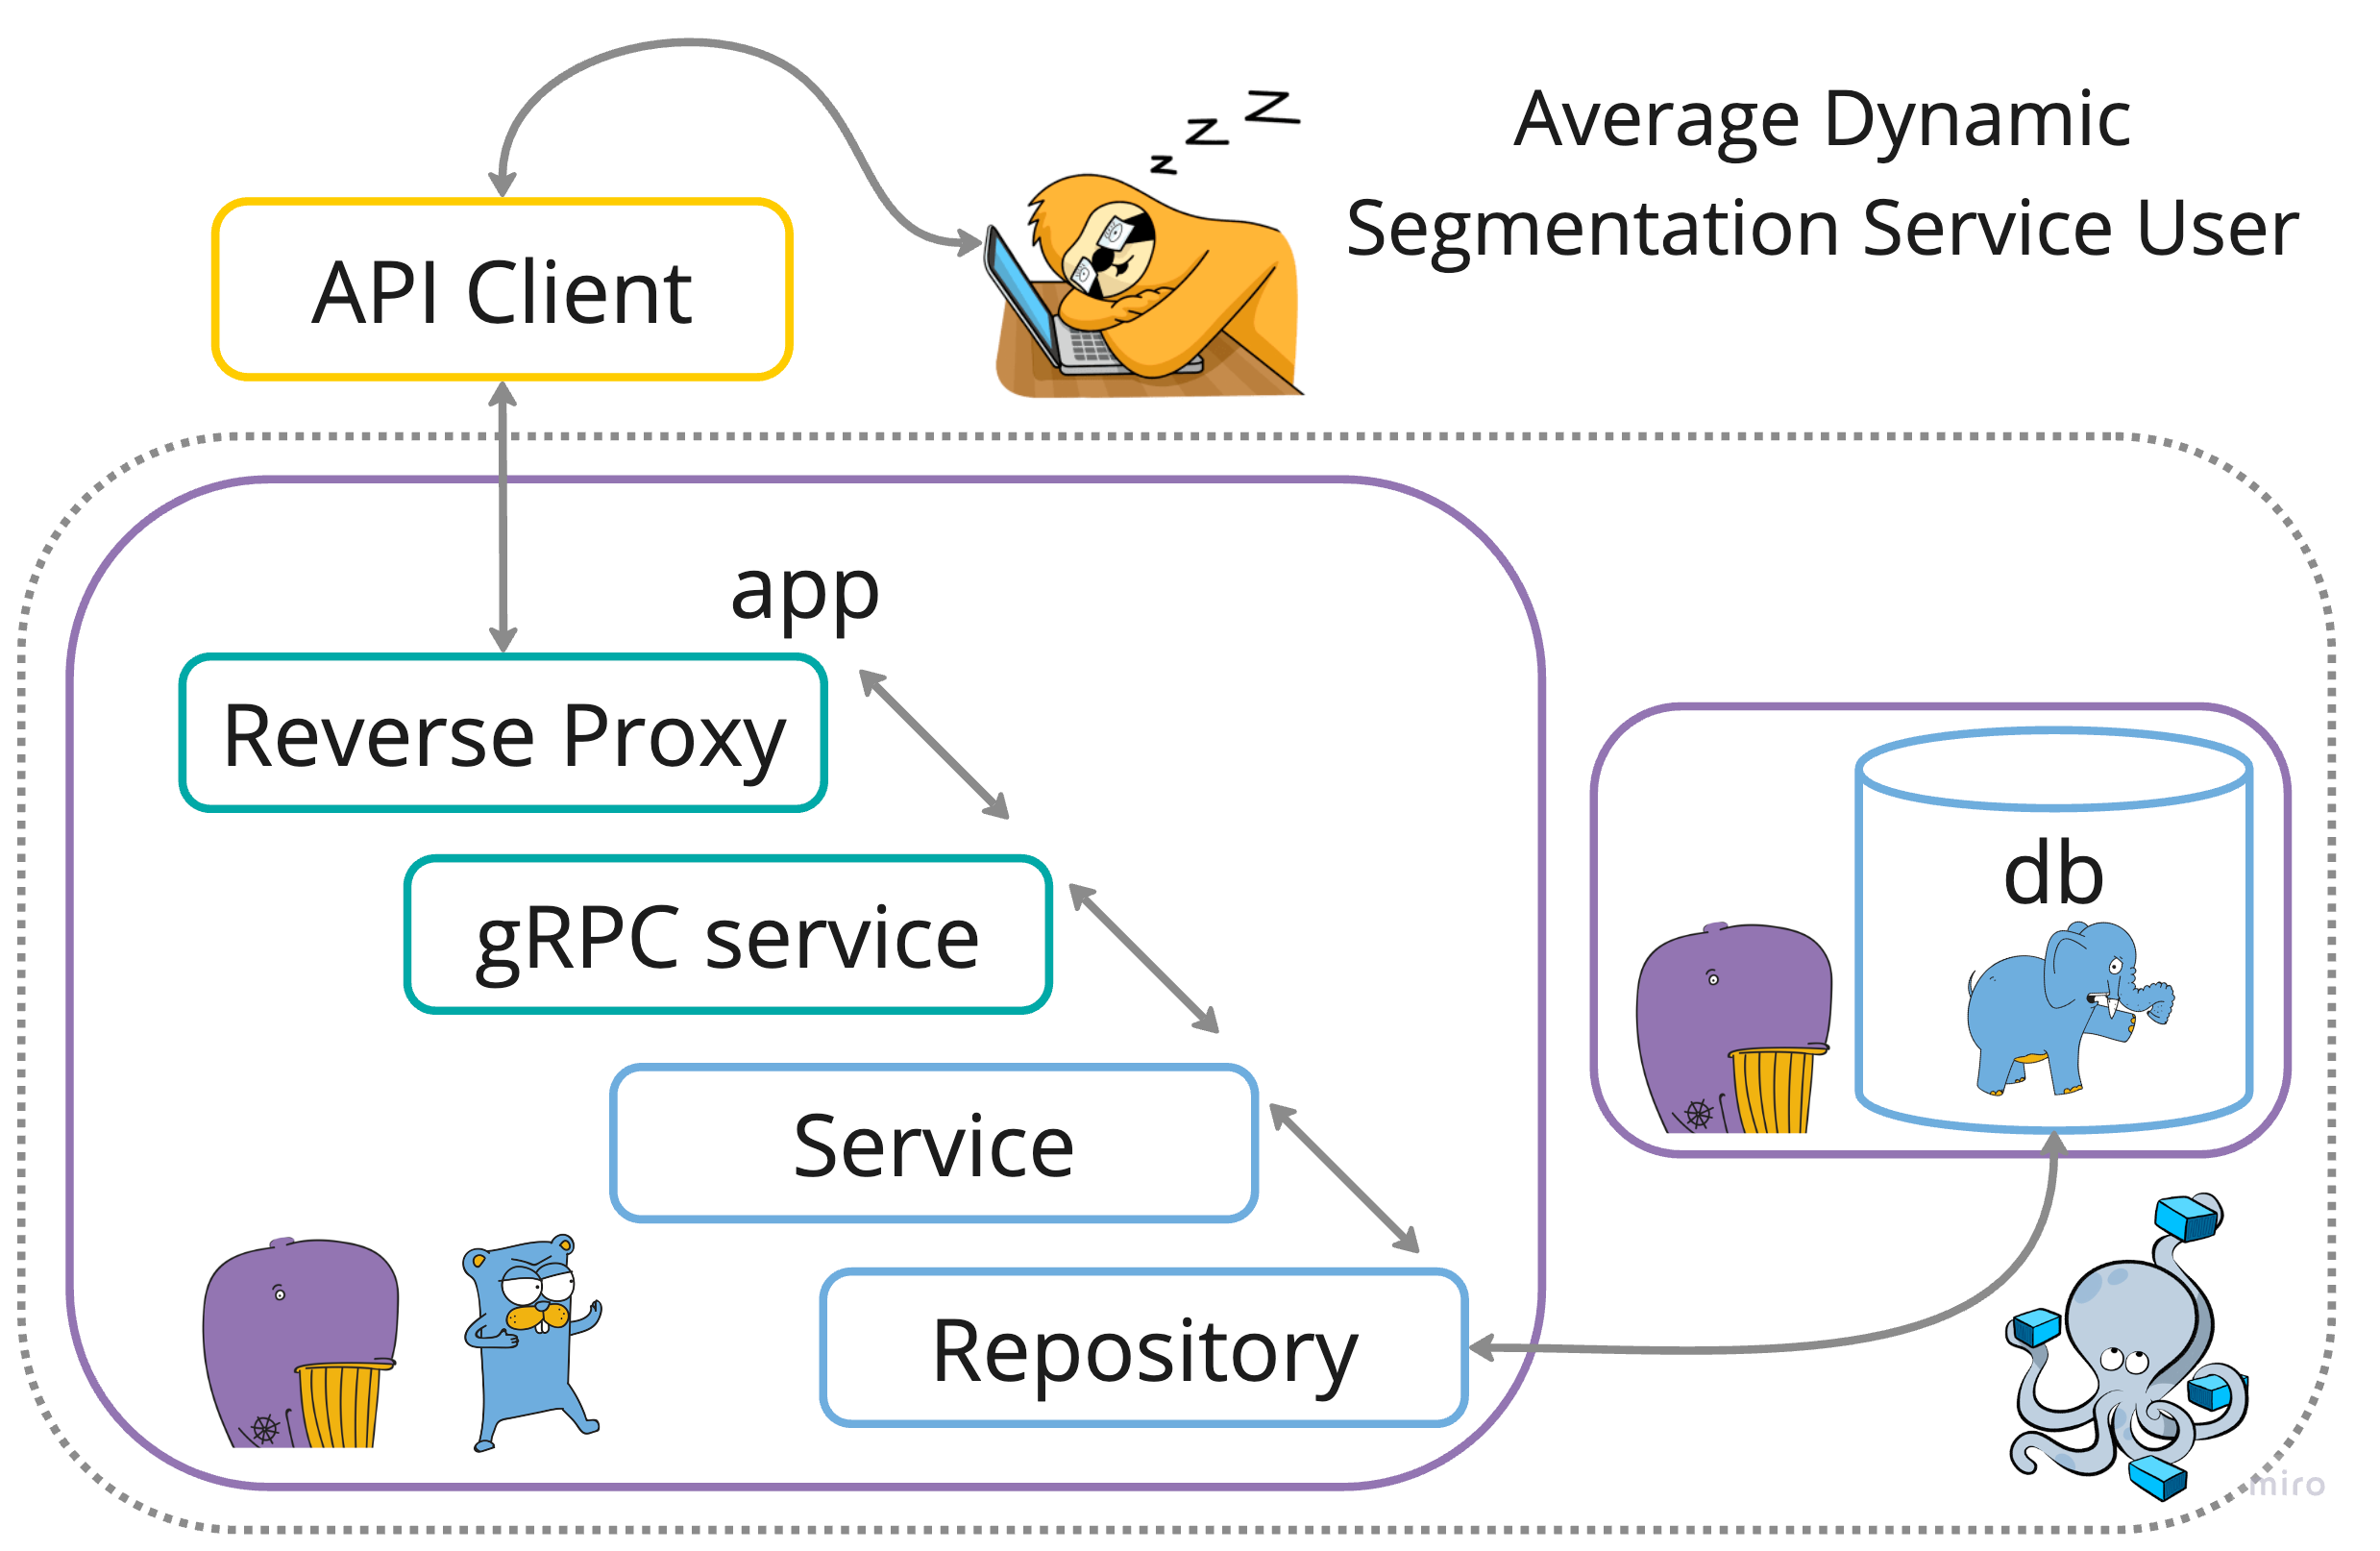 z z Z
Average Dynamic
Segmentation Service User
API Client
app
Reverse Proxy
gRPC service
db
Service
Repository
miro